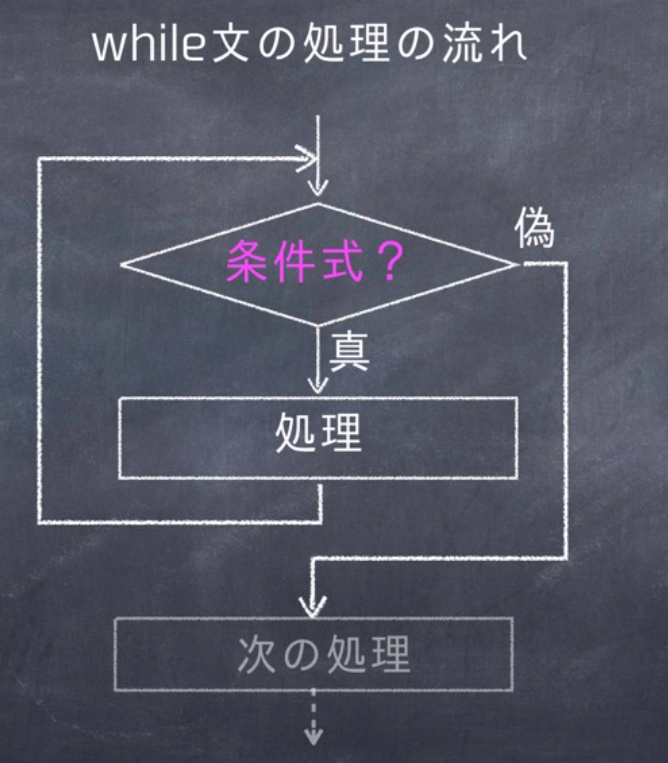 while文の処理の流れ
条件式？
偽
真
処理
次の処理